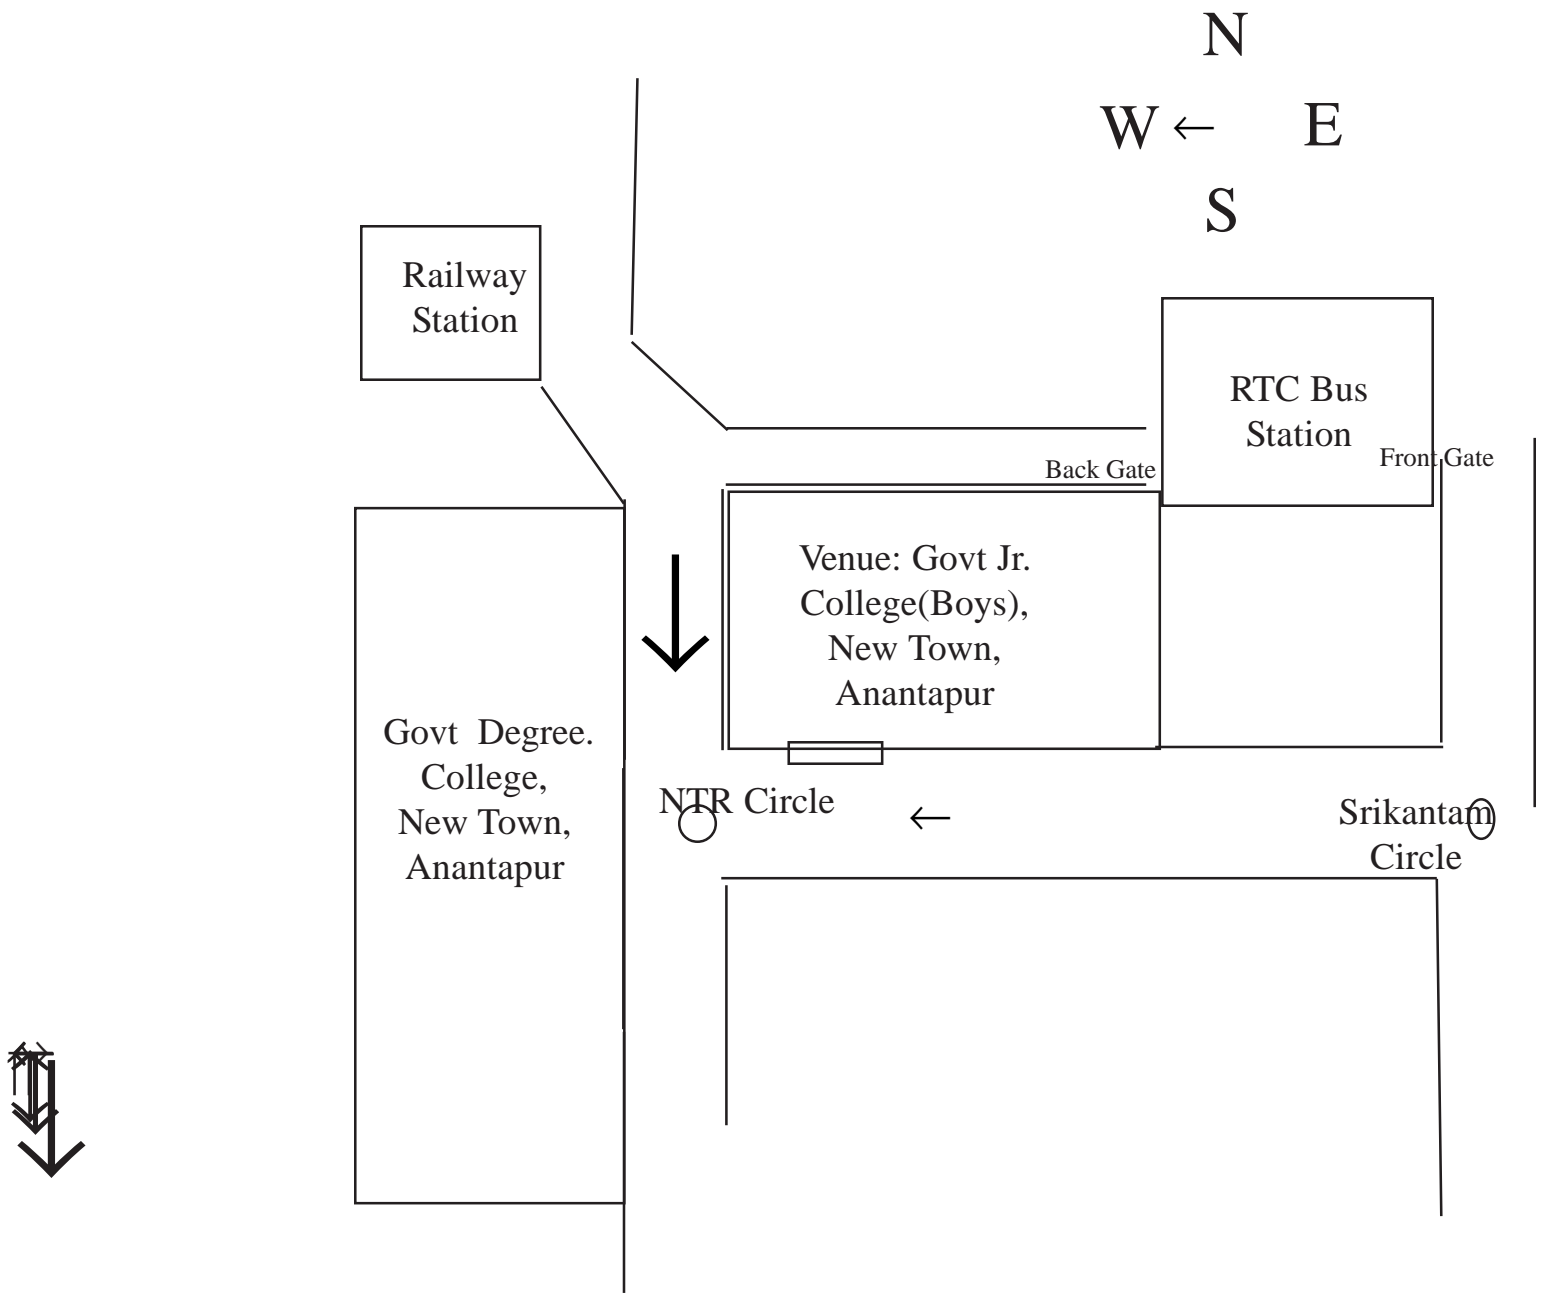 N
W ← E
S
Railway
Station
RTC Bus
Station
Front Gate
Back Gate
Venue: Govt Jr.
College(Boys),
New Town,
Anantapur
Govt Degree.
College,
New Town,
Anantapur
NTR Circle
←
Srikantam
Circle